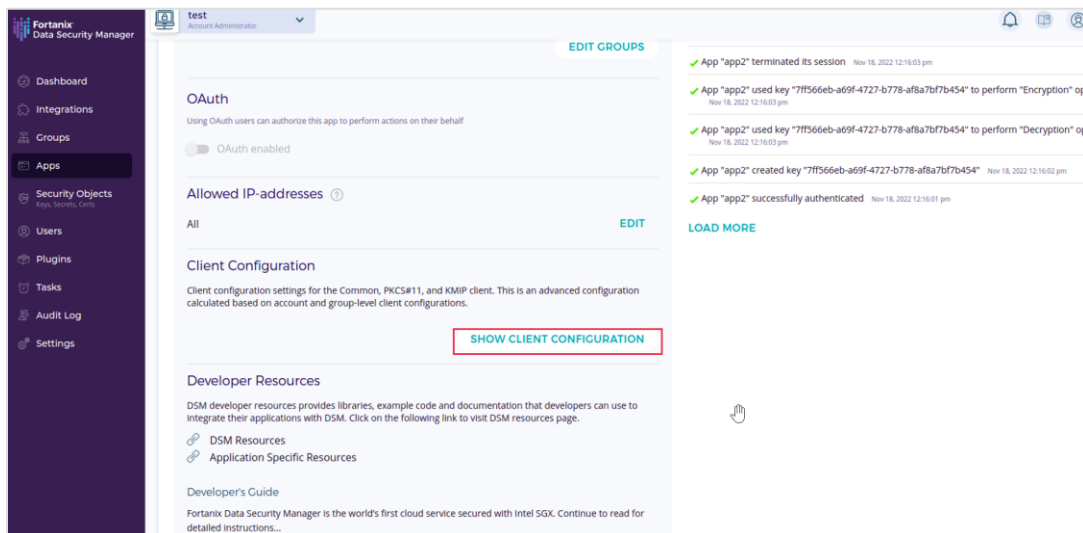 Fortanix
Data Security Manager
test
Account Administrator
Dashboard
Integrations
Groups
Apps
Security Objects
Keys, Secrets, Certs
Users
Plugins
Tasks
Audit Log
Settings
EDIT GROUPS
OAuth
Using OAuth users can authorize this app to perform actions on their behalf
OAuth enabled
Allowed IP-addresses ?
All
EDIT
Client Configuration
Client configuration settings for the Common, PKCS#11, and KMIP client. This is an advanced configuration
calculated based on account and group-level client configurations.
SHOW CLIENT CONFIGURATION
Developer Resources
DSM developer resources provides libraries, example code and documentation that developers can use to
integrate their applications with DSM. Click on the following link to visit DSM resources page.
DSM Resources
Application Specific Resources
Developer's Guide
Fortanix Data Security Manager is the world's first cloud service secured with Intel SGX. Continue to read for
detailed instructions...
App "app2" terminated its session Nov 18, 2022 12:16:03 pm
App "app2" used key "7ff566eb-a69f-4727-b778-af8a7bf7b454" to perform "Encryption" op
Nov 18, 2022 12:16:03 pm
App "app2" used key "7ff566eb-a69f-4727-b778-af8a7bf7b454" to perform "Decryption" op
Nov 18, 2022 12:16:03 pm
App "app2" created key "7ff566eb-a69f-4727-b778-af8a7bf7b454" Nov 18, 2022 12:16:02 pm
App "app2" successfully authenticated Nov 18, 2022 12:16:01 pm
LOAD MORE